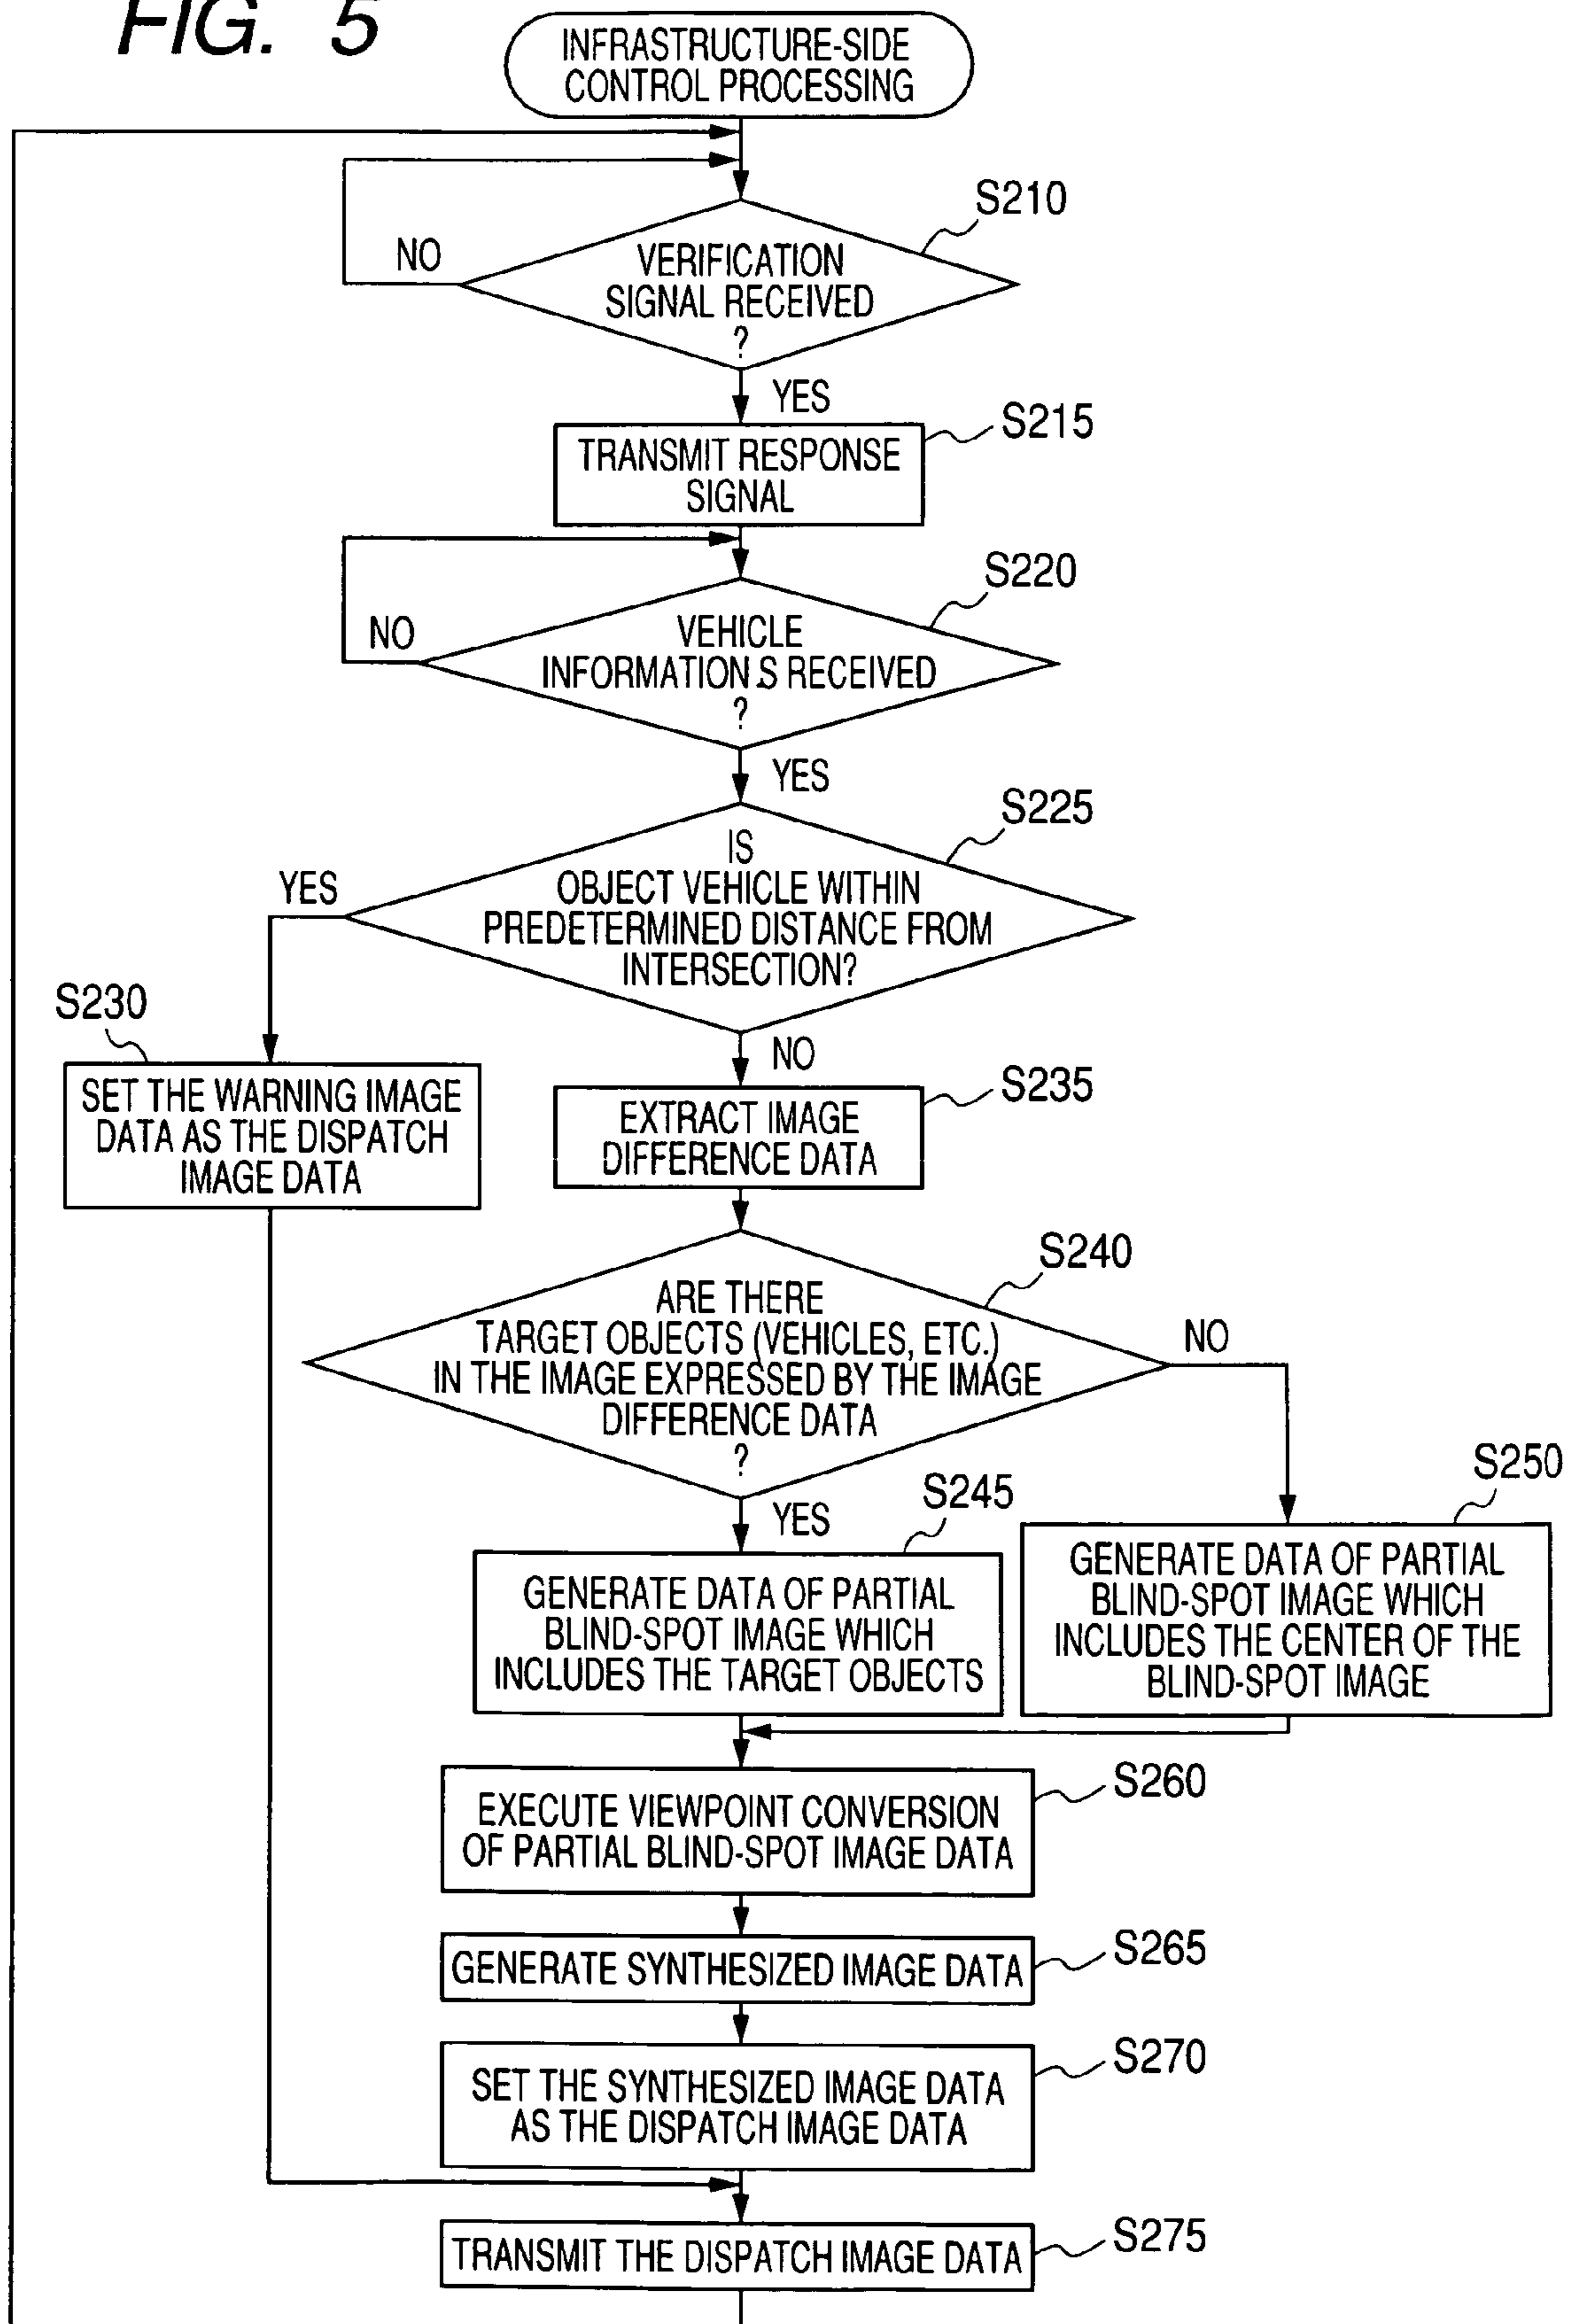 FIG. 5
INFRASTRUCTURE-SIDE
CONTROL PROCESSING
S210
NO
VERIFICATION
SIGNAL RECEIVED
?
YES
S215
TRANSMIT RESPONSE
SIGNAL
S220
NO
VEHICLE
INFORMATION.S RECEIVED
?
YES
S225
IS
OBJECT VEHICLE WITHIN
PREDETERMINED DISTANCE FROM
INTERSECTION?
YES
S230
NO
SET THE WARNING IMAGE
DATA AS THE DISPATCH
IMAGE DATA
S235
EXTRACT IMAGE
DIFFERENCE DATA
S240
ARE THERE
TARGET OBJECTS (VEHICLES, ETC.)
IN THE IMAGE EXPRESSED BY THE IMAGE
DIFFERENCE DATA
?
NO
YES
S245
S250
GENERATE DATA OF PARTIAL
BLIND-SPOT IMAGE WHICH
INCLUDES THE TARGET OBJECTS
GENERATE DATA OF PARTIAL
BLIND-SPOT IMAGE WHICH
INCLUDES THE CENTER OF THE
BLIND-SPOT IMAGE
S260
EXECUTE VIEWPOINT CONVERSION
OF PARTIAL BLIND-SPOT IMAGE DATA
S265
GENERATE SYNTHESIZED IMAGE DATA
S270
SET THE SYNTHESIZED IMAGE DATA
AS THE DISPATCH IMAGE DATA
S275
TRANSMIT THE DISPATCH IMAGE DATA